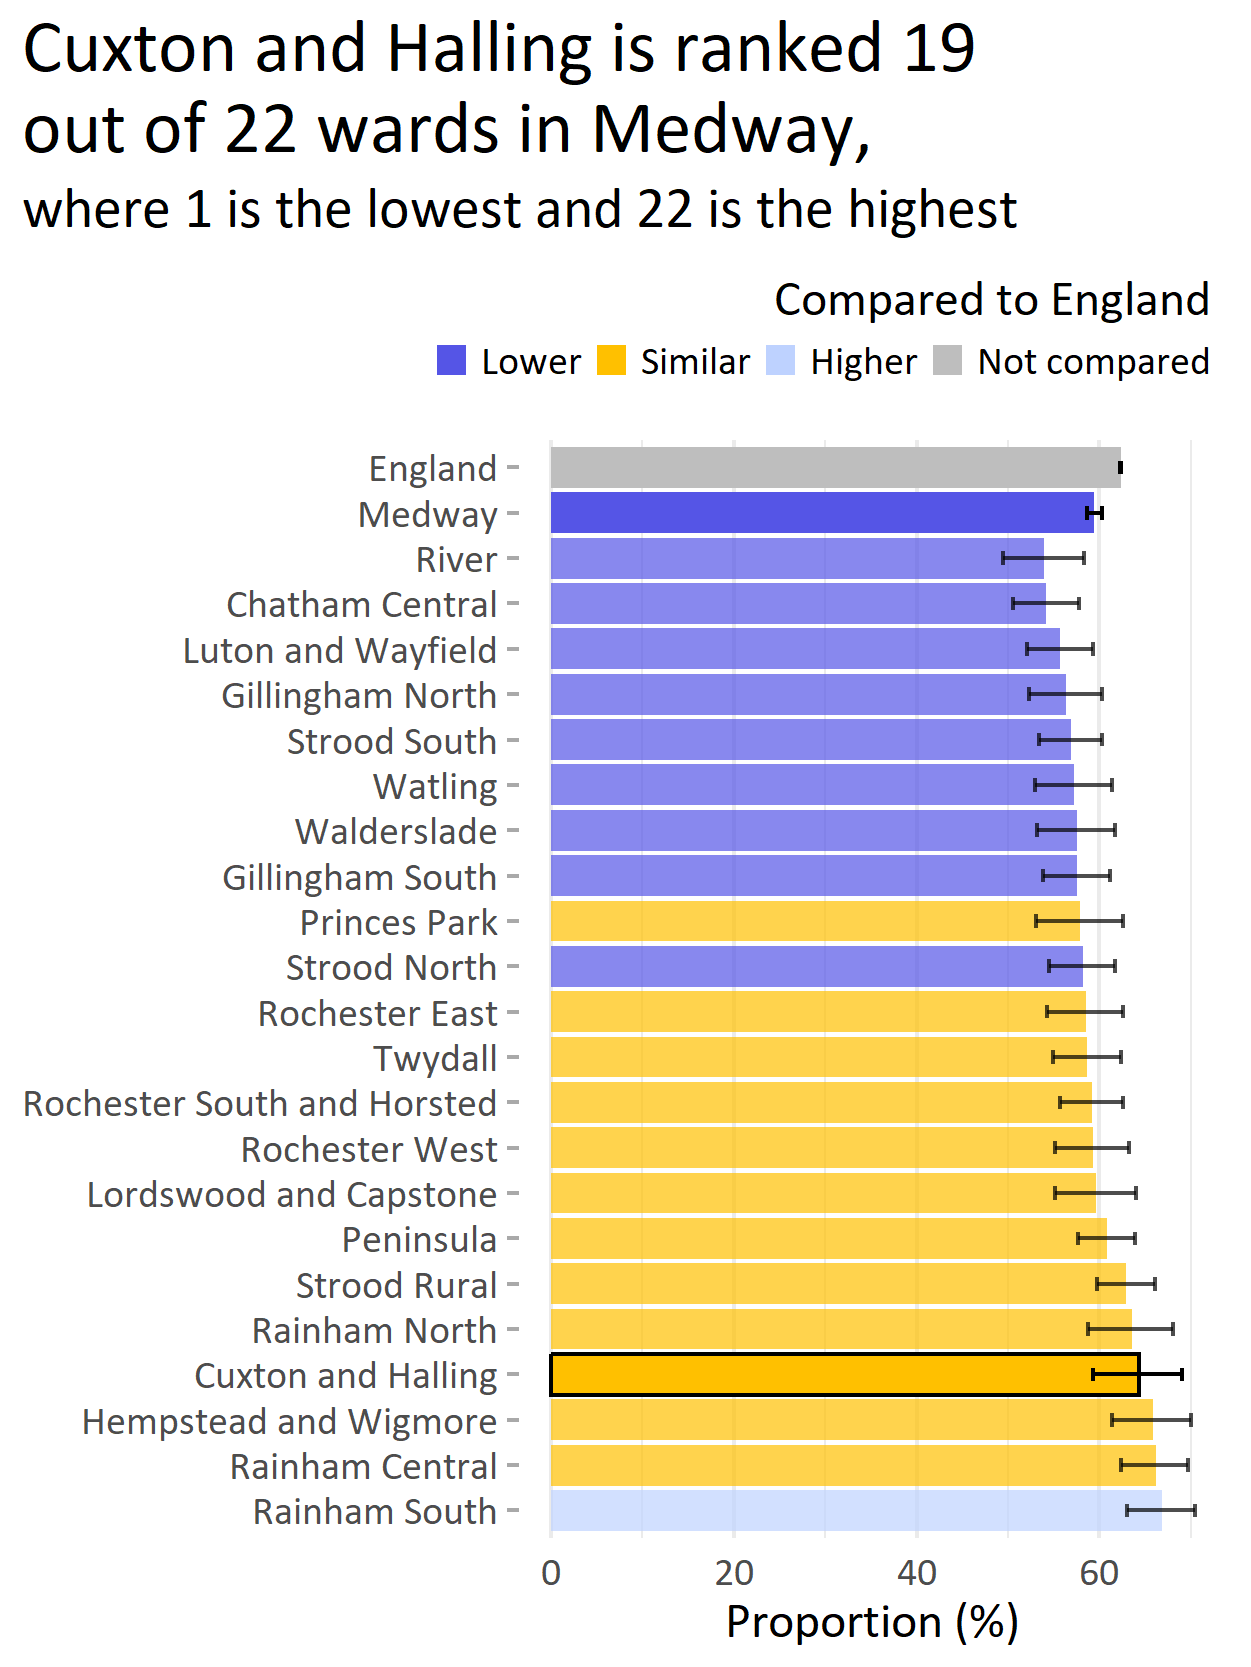 Cuxton and Halling is ranked 19
out of 22 wards in Medway,
where 1 is the lowest and 22 is the highest
Compared to England
Lower Similar Higher Not compared
England
Medway
River
Chatham Central
Luton and Wayfield
Gillingham North
Strood South
Watling
Walderslade
Gillingham South
Princes Park
Strood North
Rochester East
Twydall
Rochester South and Horsted
Rochester West
Lordswood and Capstone
Peninsula
Strood Rural
Rainham North
Cuxton and Halling
Hempstead and Wigmore
Rainham Central
Rainham South
0 20 40 60
Proportion (%)